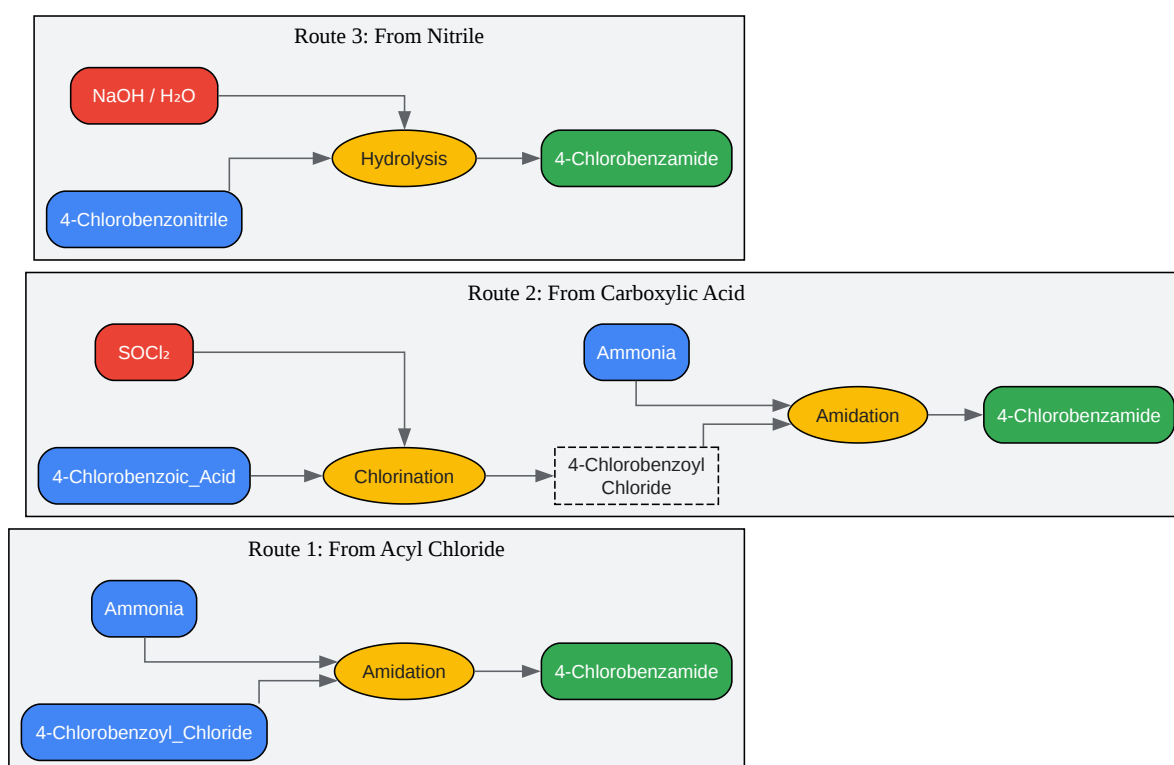 Route 3: From Nitrile
NaOH / H₂O
Hydrolysis
4-Chlorobenzamide
4-Chlorobenzonitrile
Route 2: From Carboxylic Acid
SOCl₂
Ammonia
Amidation
4-Chlorobenzamide
4-Chlorobenzoic_Acid
Chlorination
4-Chlorobenzoyl
Chloride
Route 1: From Acyl Chloride
Ammonia
Amidation
4-Chlorobenzamide
4-Chlorobenzoyl_Chloride